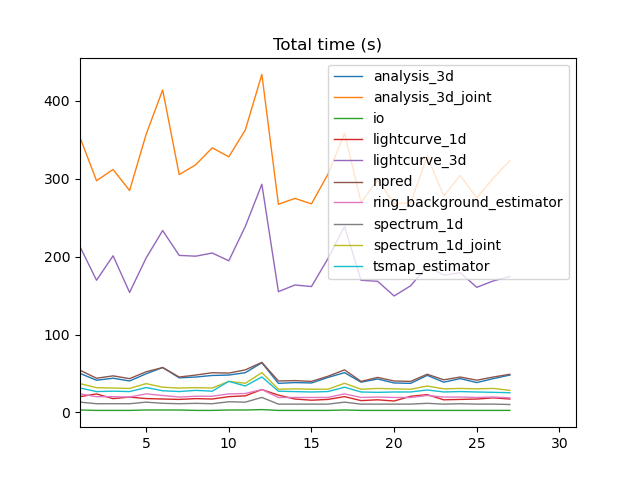 Total time (s)
400
300
200
100
0
analysis_3d
analysis_3d_joint
io
lightcurve_1d
lightcurve_3d
npred
ring_background_estimator
spectrum_1d
spectrum_1d_joint
tsmap_estimator
5 10 15 20 25 30